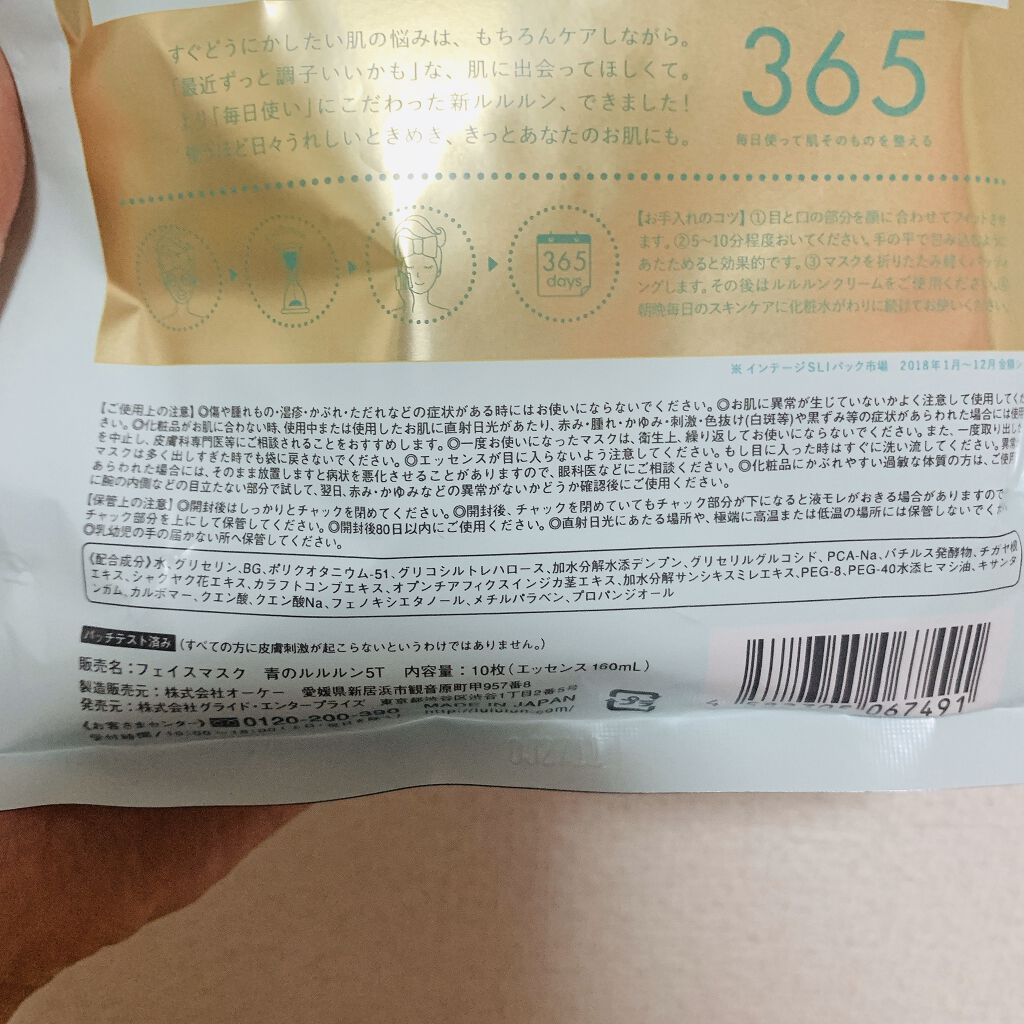 すぐどうにかしたい肌の悩みは、もちろんケアしながら。
「最近ずっと調子いいかも」な、肌に出会ってほしくて。
「毎日使い」にこだわった新ルルルン、できました!
日々うれしいときめき、きっとあなたのお肌にも。
365
毎日使って肌そのものを整える
365
days
【お手入れのコツ】①目と口の部分を顔に合わせてフィットさせ
ます。②5~10分程度おいてください。手の平で包み込むように
あたためると効果的です。③マスクを折りたたみ軽くパッティ
ングします。その後はルルルンクリームをご使用ください。④
朝晩毎日のスキンケアに化粧水がわりに続けてお使いください。
※インテージSLIパック市場 2018年1月~12月金額シ
【ご使用上の注意】◎傷や腫れもの・湿疹・かぶれ・ただれなどの症状がある時にはお使いにならないでください。◎お肌に異常が生じていないかよく注意して使用してくだ
さい。◎化粧品がお肌に合わない時、使用中または使用したお肌に直射日光があたり、赤み・腫れ・かゆみ・刺激・色抜け(白斑等)や黒ずみ等の症状があらわれた場合には使用
を中止し、皮膚科専門医等にご相談されることをおすすめします。◎一度お使いになったマスクは、衛生上、繰り返してお使いにならないでください。また、一度取り出した
マスクは多く出しすぎた時でも袋に戻さないでください。◎エッセンスが目に入らないよう注意してください。もし目に入った時はすぐに洗い流してください。異常が
あらわれた場合には、そのまま放置しますと病状を悪化させることがありますので、眼科医などにご相談ください。◎化粧品にかぶれやすい過敏な体質の方は、ご使用
に腕の内側などの目立たない部分で試して、翌日、赤み・かゆみなどの異常がないかどうか確認後にご使用ください。
【保管上の注意】◎開封後はしっかりとチャックを閉めてください。◎開封後、チャックを閉めていてもチャック部分が下になると液モレがおきる場合がありますので
チャック部分を上にして保管してください。◎開封後80日以内にご使用ください。◎直射日光にあたる場所や、極端に高温または低温の場所には保管しないでくだ
◎乳幼児の手の届かない所へ保管してください。
《配合成分》水、グリセリン、BG、ポリクオタニウム-51、グリコシルトレハロース、加水分解水添デンプン、グリセリルグルコシド、PCA-Na、バチルス発酵物、チガヤ根
エキス、シャクヤク花エキス、カラフトコンブエキス、オプンチアフィクスインジカ茎エキス、加水分解サンシキスミレエキス、PEG-8、PEG-40水添ヒマシ油、キサンタ
ンガム、カルボマー、クエン酸、クエン酸Na、フェノキシエタノール、メチルパラベン、プロパンジオール
パッチテスト済み (すべての方に皮膚刺激が起こらないというわけではありません。)
販売名:フェイスマスク 青のルルルン5T 内容量:10枚(エッセンス160mL)
製造販売元:株式会社オーケー 愛媛県新居浜市観音原町甲957番8
発売元:株式会社グライド・エンタープライズ 東京都渋谷区渋谷1丁目2番5号
《お客さまセンター》0120-200-390 MADE IN JAPAN
http://lululun.com/
プラ
067491